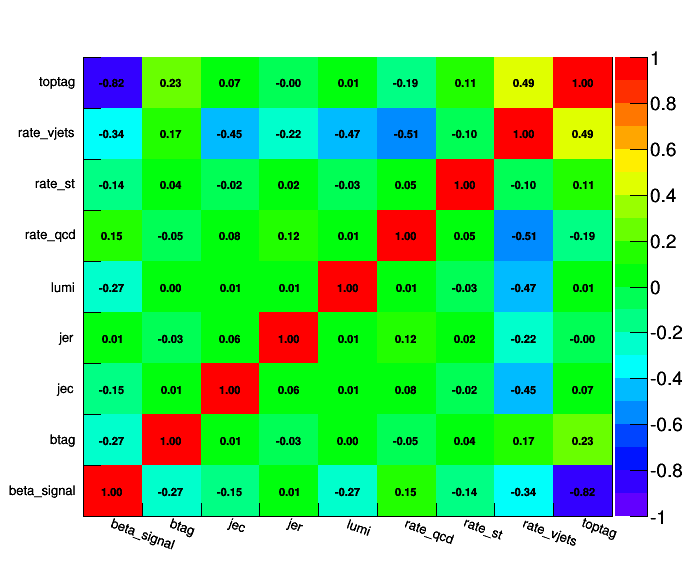 toptag -0.82 0.23 0.07 -0.00 0.01 -0.19 0.11 0.49 1.00
rate_vjets -0.34 0.17 -0.45 -0.22 -0.47 -0.51 -0.10 1.00 0.49
rate_st -0.14 0.04 -0.02 0.02 -0.03 0.05 1.00 -0.10 0.11
rate_qcd 0.15 -0.05 0.08 0.12 0.01 1.00 0.05 -0.51 -0.19
lumi -0.27 0.00 0.01 0.01 1.00 0.01 -0.03 -0.47 0.01
jer 0.01 -0.03 0.06 1.00 0.01 0.12 0.02 -0.22 -0.00
jec -0.15 0.01 1.00 0.06 0.01 0.08 -0.02 -0.45 0.07
btag -0.27 1.00 0.01 -0.03 0.00 -0.05 0.04 0.17 0.23
beta_signal 1.00 -0.27 -0.15 0.01 -0.27 0.15 -0.14 -0.34 -0.82
beta_signal btag jec jer lumi rate_qcd rate_st rate_vjets toptag
1
0.8
0.6
0.4
0.2
0
-0.2
-0.4
-0.6
-0.8
-1